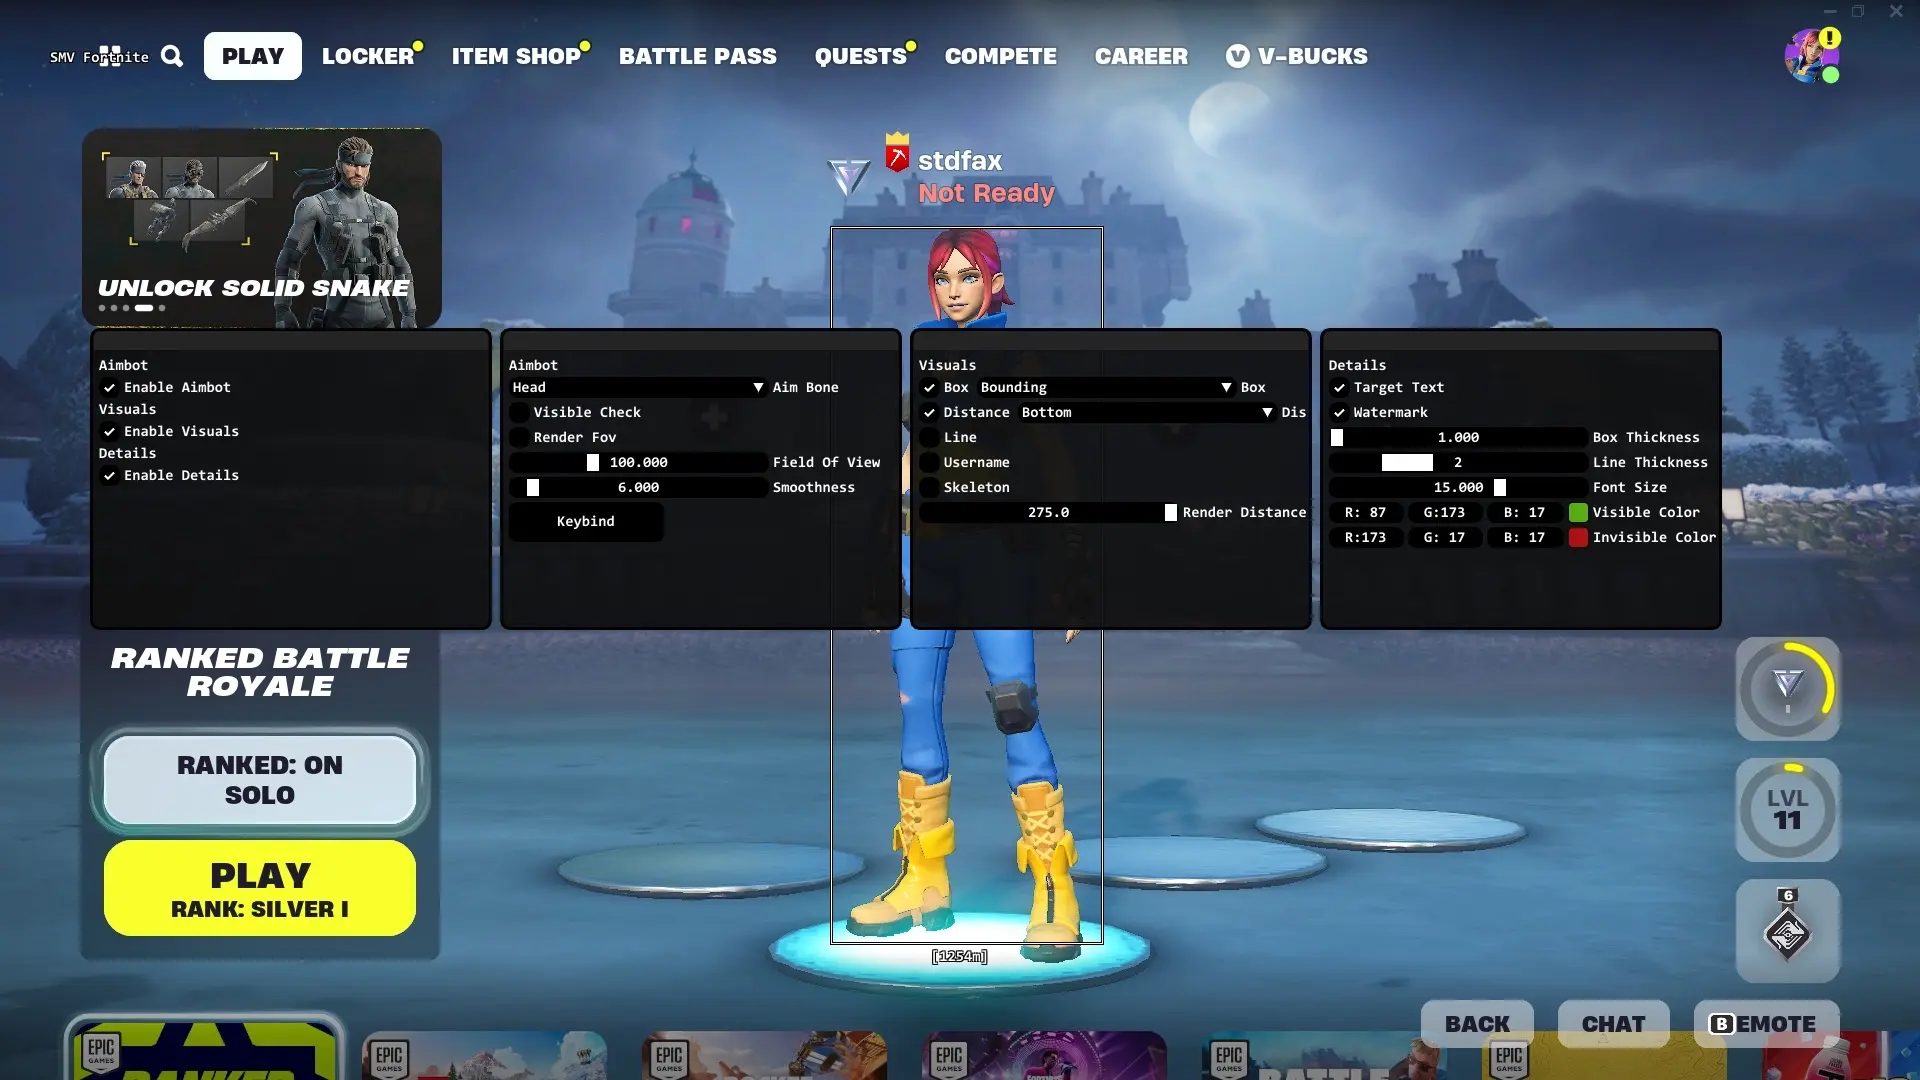 SMV Fortnite
PLAY
LOCKER
ITEM SHOP
BATTLE PASS
QUESTS
COMPETE
CAREER
V-BUCKS
stdfax
Not Ready
UNLOCK SOLID SNAKE
Aimbot
Enable Aimbot
Visuals
Enable Visuals
Details
Enable Details
Aimbot
Head Aim Bone
Visible Check
Render Fov
100.000 Field Of View
6.000 Smoothness
Keybind
Visuals
Box Bounding Box
Distance Bottom Dis
Line
Username
Skeleton
275.0 Render Distance
Details
Target Text
Watermark
1.000 Box Thickness
2 Line Thickness
15.000 Font Size
R: 87 G:173 B: 17 Visible Color
R:173 G: 17 B: 17 Invisible Color
RANKED BATTLE
ROYALE
RANKED: ON
SOLO
PLAY
RANK: SILVER I
LVL
11
6
[1254m]
BACK
CHAT
B EMOTE
EPIC
GAMES
EPIC
GAMES
EPIC
GAMES
EPIC
GAMES
EPIC
GAMES
EPIC
GAMES
RANKED
BATTLE